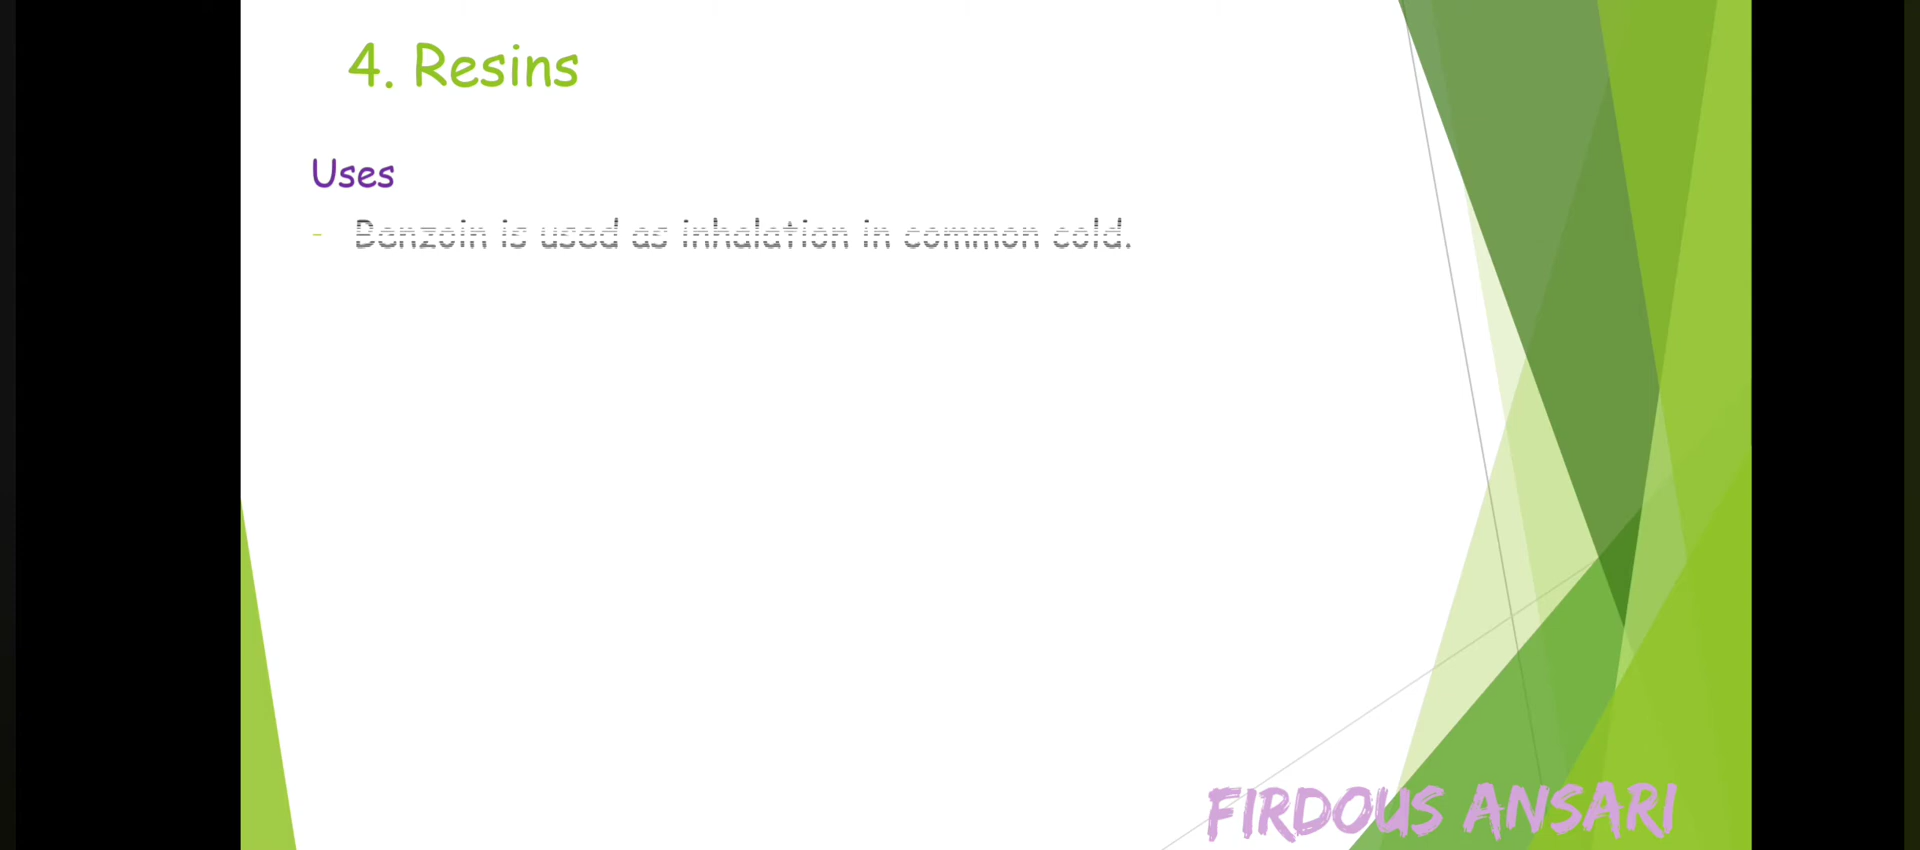 4. Resins
Uses
- Benzoin is used as inhalation in common cold.
FIRDOUS ANSARI